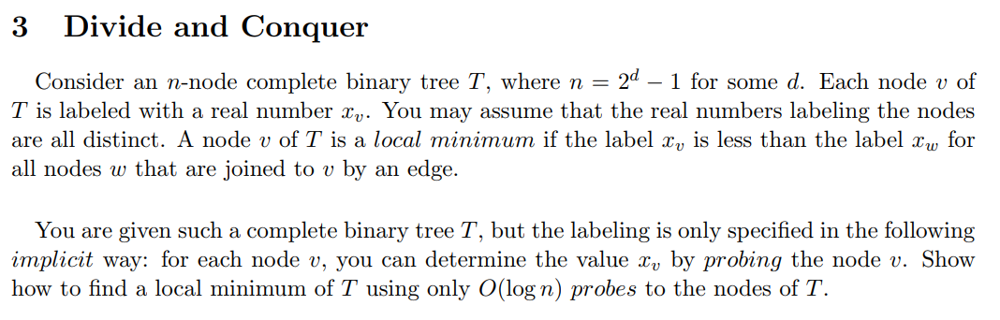 3 Divide and Conquer
Consider an n-node complete binary tree T, where n = 2^d − 1 for some d. Each node v of
T is labeled with a real number x_v. You may assume that the real numbers labeling the nodes
are all distinct. A node v of T is a local minimum if the label x_v is less than the label x_w for
all nodes w that are joined to v by an edge.
You are given such a complete binary tree T, but the labeling is only specified in the following
implicit way: for each node v, you can determine the value x_v by probing the node v. Show
how to find a local minimum of T using only O(log n) probes to the nodes of T.